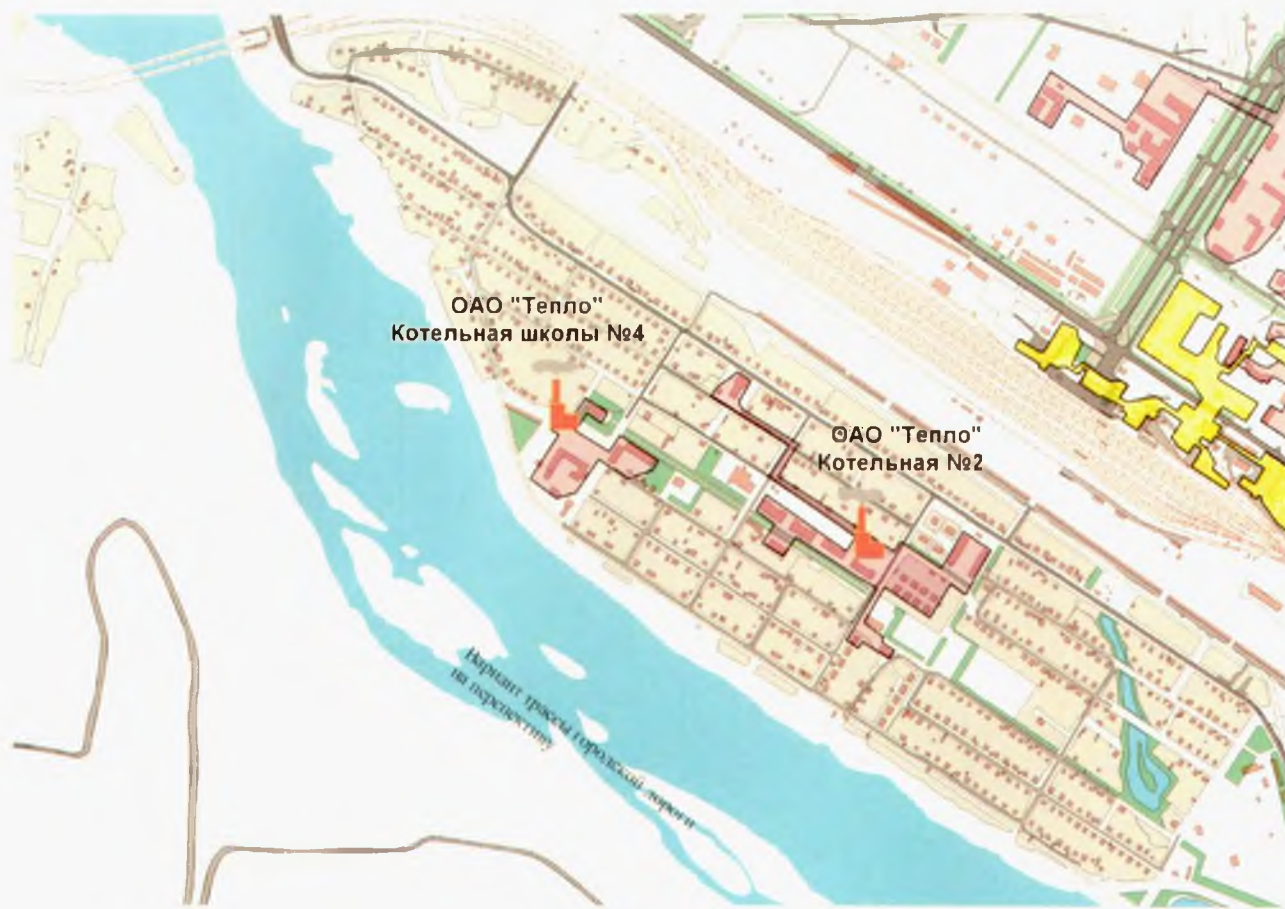 ОАО "Тепло"
Котельная школы №4
ОАО "Тепло"
Котельная №2
Вариант трассы городской дороги
на перспективу